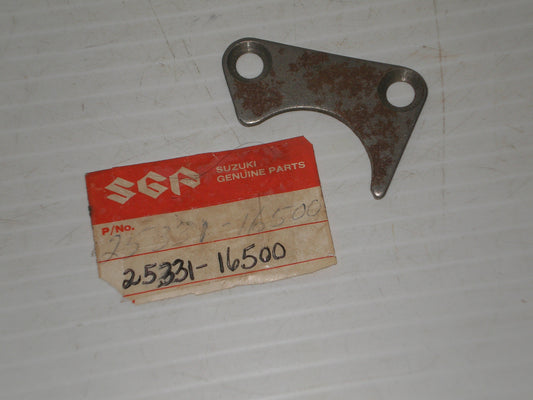 SGP SUZUKI
GENUINE PARTS
P/No.
25331-16500
25331-16500